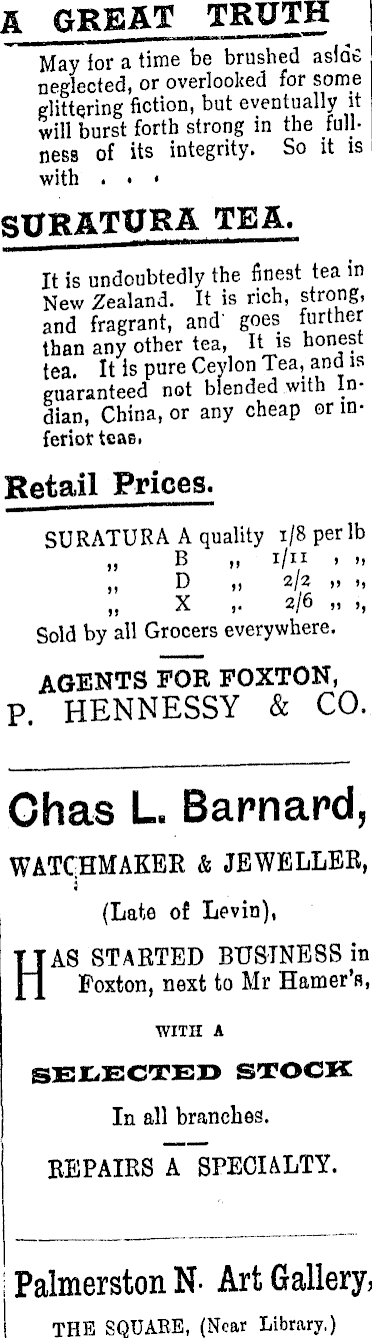 A GREAT TRUTH
May for a time be brushed aside
neglected, or overlooked for some
glittering fiction, but eventually it
will burst forth strong in the full-
ness of its integrity. So it is
with . . .
SURATURA TEA.
It is undoubtedly the finest tea in
New Zealand. It is rich, strong,
and fragrant, and goes further
than any other tea, It is honest
tea. It is pure Ceylon Tea, and is
guaranteed not blended with In-
dian, China, or any cheap or in-
ferior teas.
Retail Prices.
SURATURA A quality 1/8 per lb
„ B „ 1/11 , „
„ D „ 2/2 „ „
„ X „ 2/6 „ „
Sold by all Grocers everywhere.
AGENTS FOR FOXTON,
P. HENNESSY & CO.
Chas L. Barnard,
WATCHMAKER & JEWELLER,
(Late of Levin),
HAS STARTED BUSINESS in
Foxton, next to Mr Hamer's,
WITH A
SELECTED STOCK
In all branches.
REPAIRS A SPECIALTY.
Palmerston N. Art Gallery,
THE SQUARE, (Near Library.)